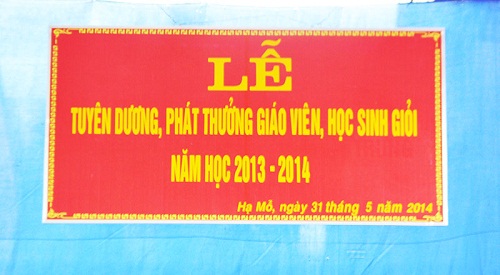 LỄ
TUYÊN DƯƠNG, PHÁT THƯỞNG GIÁO VIÊN, HỌC SINH GIỎI
NĂM HỌC 2013 - 2014
Hạ Mỗ, ngày 31 tháng 5 năm 2014